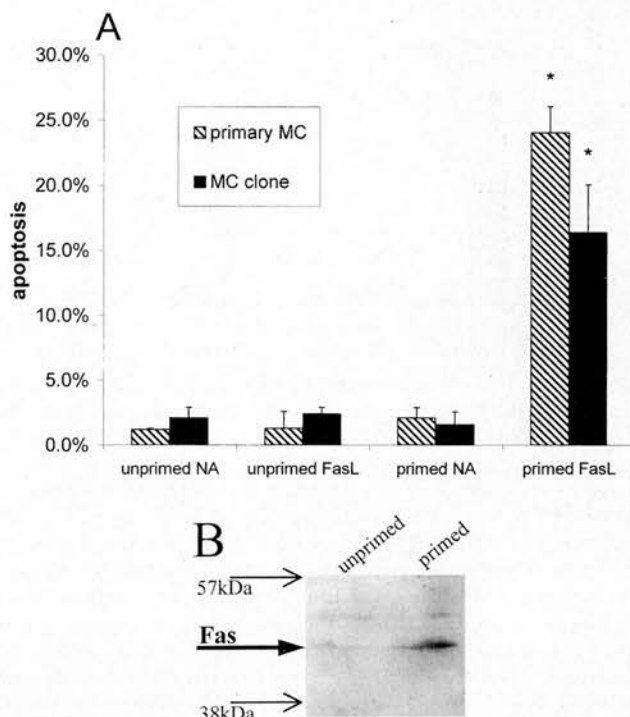 A
30.0%
25.0%
20.0%
15.0%
10.0%
5.0%
0.0%
apoptosis
primary MC
MC clone
*
*
unprimed NA
unprimed FasL
primed NA
primed FasL
B
unprimed
primed
57kDa
Fas
38kDa